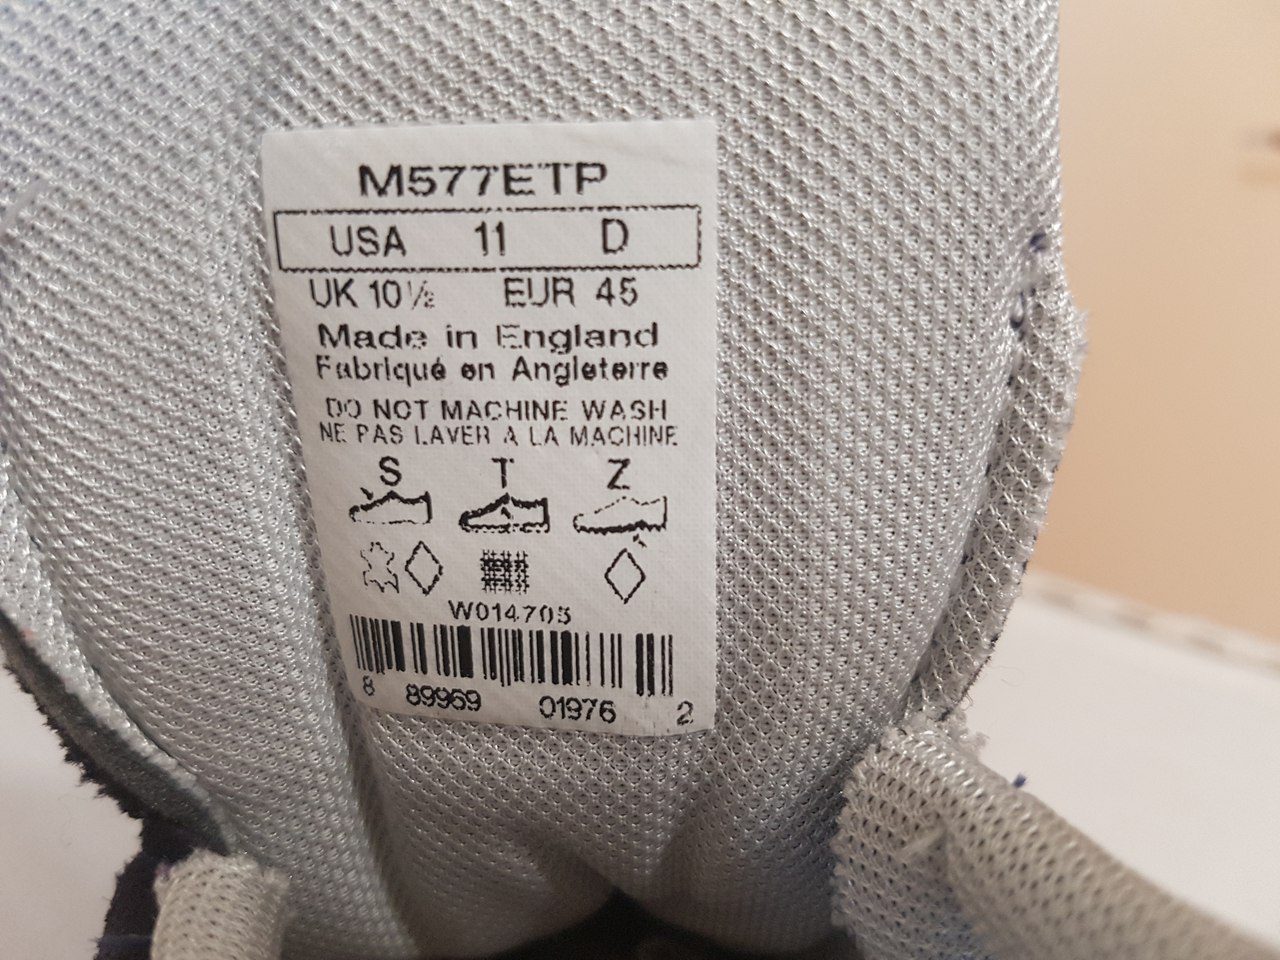 M577ETP
USA 11 D
UK 10½ EUR 45
Made in England
Fabriqué en Angleterre
DO NOT MACHINE WASH
NE PAS LAVER A LA MACHINE
S T Z
W014705
8 89969 01976 2